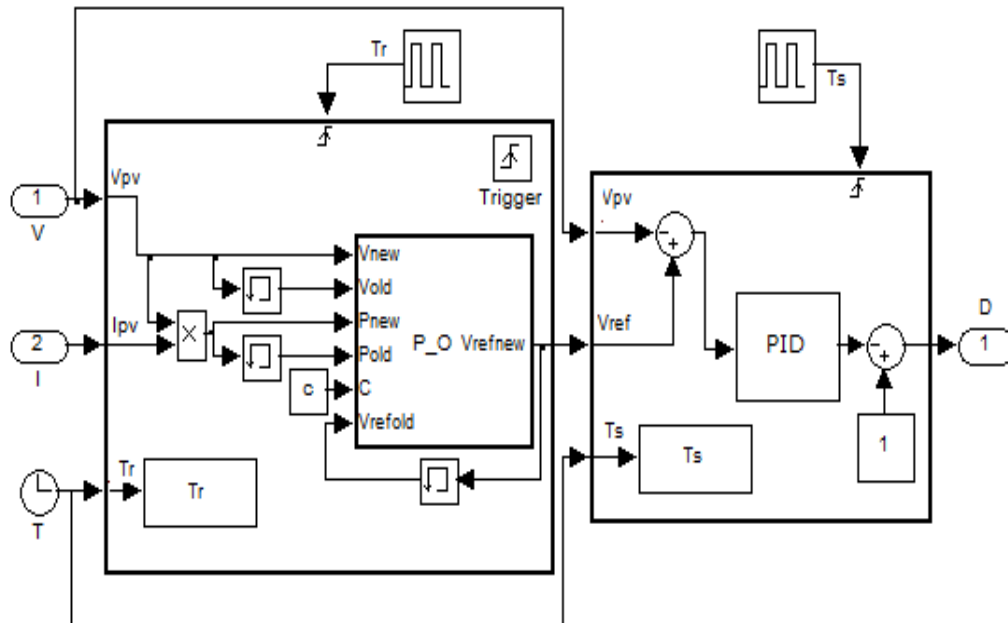 Tr
Ts
Trigger
1
V
Vpv
Vnew
Vold
Pnew
Pold
C
Vrefold
P_O
Vrefnew
2
I
Ipv
×
c
T
Tr
Tr
Vpv
-
+
Vref
PID
-
+
1
Ts
Ts
D
1